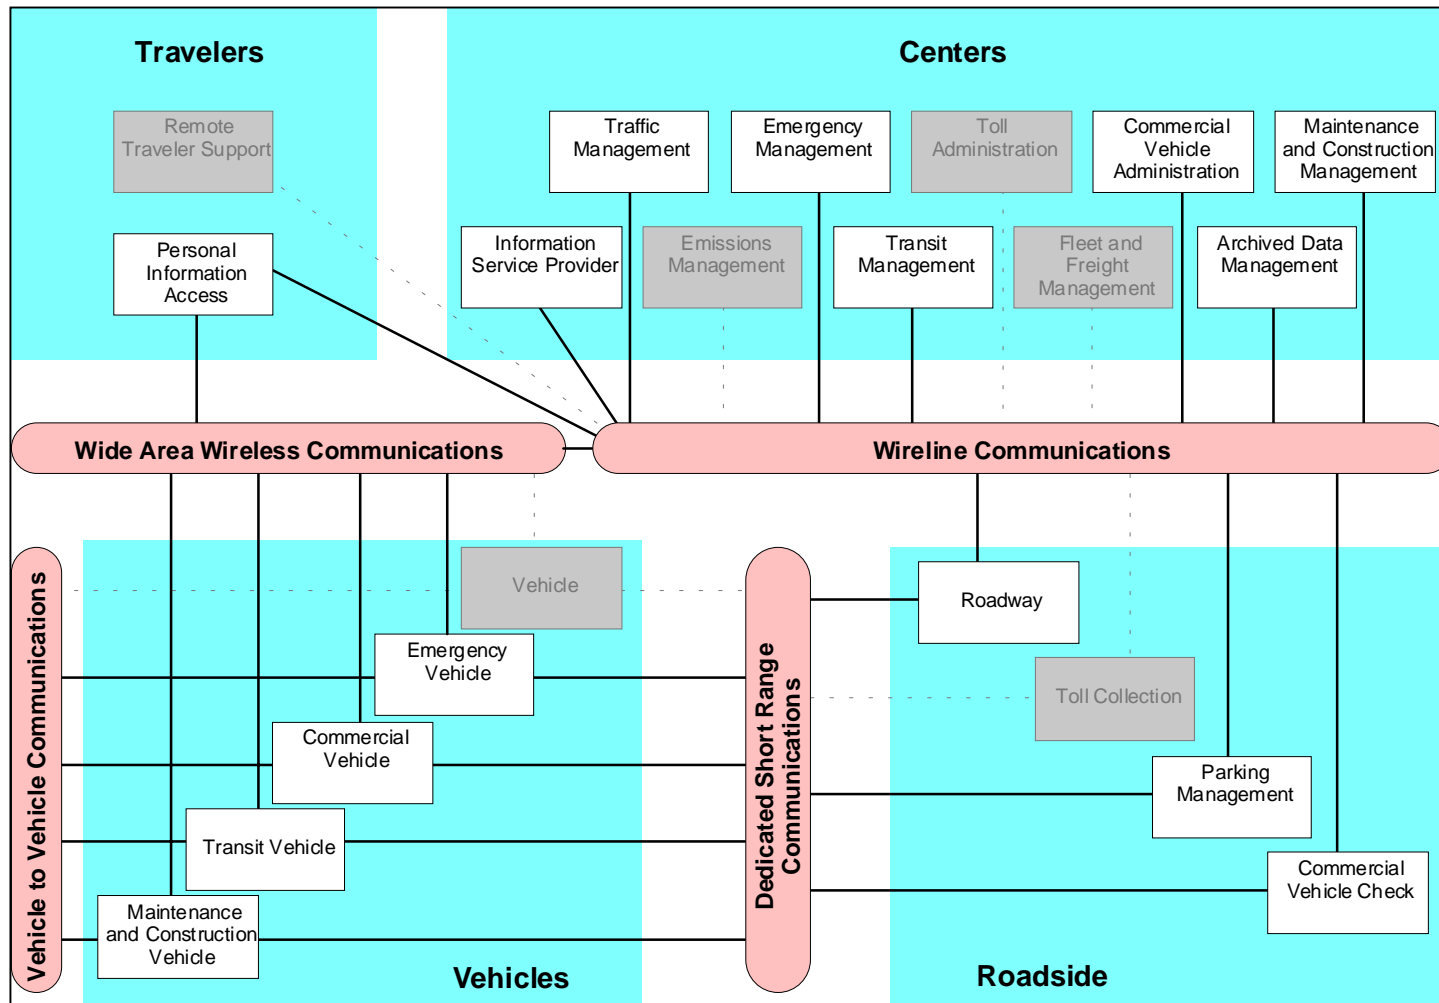 Travelers
Centers
Remote
Traveler Support
Traffic
Management
Emergency
Management
Toll
Administration
Commercial
Vehicle
Administration
Maintenance
and Construction
Management
Personal
Information
Access
Information
Service Provider
Emissions
Management
Transit
Management
Fleet and
Freight
Management
Archived Data
Management
Wide Area Wireless Communications
Wireline Communications
Vehicle to Vehicle Communications
Vehicle
Emergency
Vehicle
Commercial
Vehicle
Transit Vehicle
Maintenance
and Construction
Vehicle
Vehicles
Dedicated Short Range
Communications
Roadway
Toll Collection
Parking
Management
Commercial
Vehicle Check
Roadside